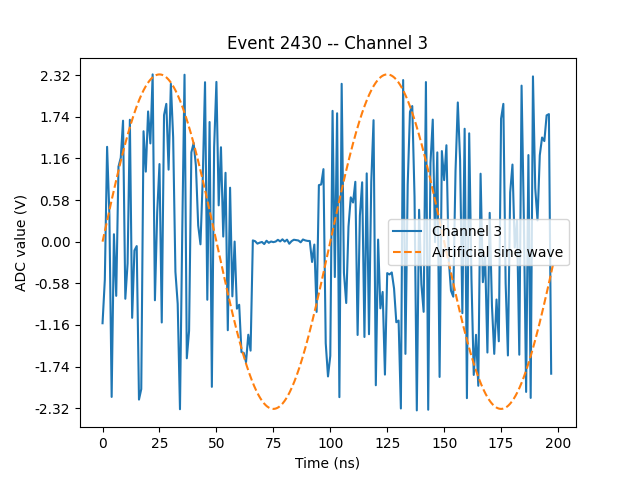 Event 2430 -- Channel 3
ADC value (V)
2.32
1.74
1.16
0.58
0.00
-0.58
-1.16
-1.74
-2.32
Channel 3
Artificial sine wave
0 25 50 75 100 125 150 175 200
Time (ns)